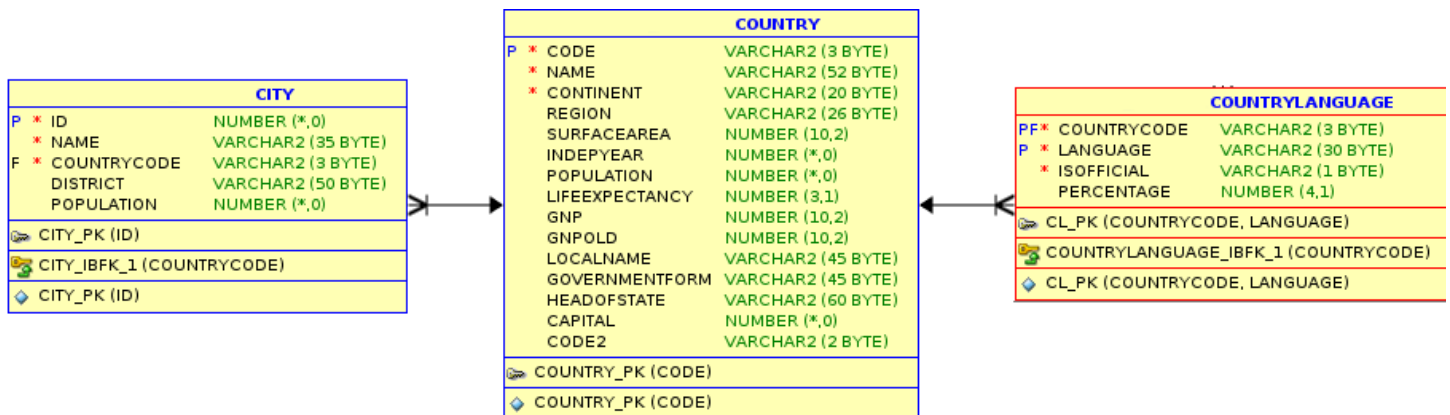 CITY
P * ID NUMBER (*,0)
* NAME VARCHAR2 (35 BYTE)
F * COUNTRYCODE VARCHAR2 (3 BYTE)
DISTRICT VARCHAR2 (50 BYTE)
POPULATION NUMBER (*,0)
CITY_PK (ID)
CITY_IBFK_1 (COUNTRYCODE)
CITY_PK (ID)
COUNTRY
P * CODE VARCHAR2 (3 BYTE)
* NAME VARCHAR2 (52 BYTE)
* CONTINENT VARCHAR2 (20 BYTE)
REGION VARCHAR2 (26 BYTE)
SURFACEAREA NUMBER (10,2)
INDEPYEAR NUMBER (*,0)
POPULATION NUMBER (*,0)
LIFEEXPECTANCY NUMBER (3,1)
GNP NUMBER (10,2)
GNPOLD NUMBER (10,2)
LOCALNAME VARCHAR2 (45 BYTE)
GOVERNMENTFORM VARCHAR2 (45 BYTE)
HEADOFSTATE VARCHAR2 (60 BYTE)
CAPITAL NUMBER (*,0)
CODE2 VARCHAR2 (2 BYTE)
COUNTRY_PK (CODE)
COUNTRY_PK (CODE)
COUNTRYLANGUAGE
PF* COUNTRYCODE VARCHAR2 (3 BYTE)
P * LANGUAGE VARCHAR2 (30 BYTE)
* ISOFFICIAL VARCHAR2 (1 BYTE)
PERCENTAGE NUMBER (4,1)
CL_PK (COUNTRYCODE, LANGUAGE)
COUNTRYLANGUAGE_IBFK_1 (COUNTRYCODE)
CL_PK (COUNTRYCODE, LANGUAGE)